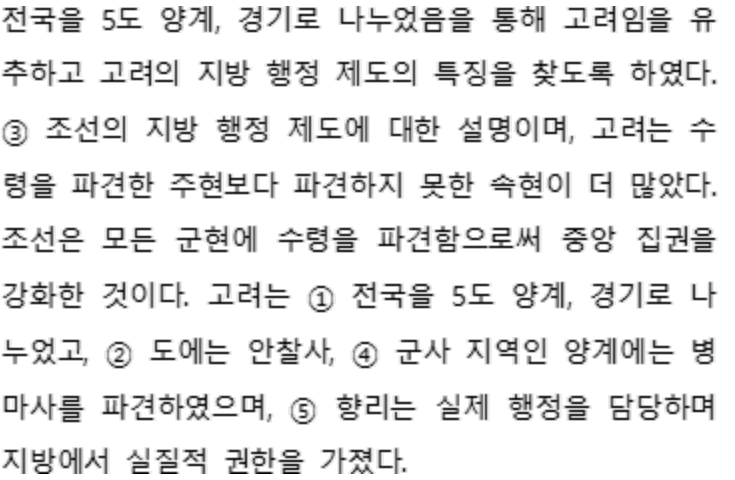 전국을 5도 양계, 경기로 나누었음을 통해 고려임을 유
추하고 고려의 지방 행정 제도의 특징을 찾도록 하였다.
③ 조선의 지방 행정 제도에 대한 설명이며, 고려는 수
령을 파견한 주현보다 파견하지 못한 속현이 더 많았다.
조선은 모든 군현에 수령을 파견함으로써 중앙 집권을
강화한 것이다. 고려는 ① 전국을 5도 양계, 경기로 나
누었고, ② 도에는 안찰사, ④ 군사 지역인 양계에는 병
마사를 파견하였으며, ⑤ 향리는 실제 행정을 담당하며
지방에서 실질적 권한을 가졌다.